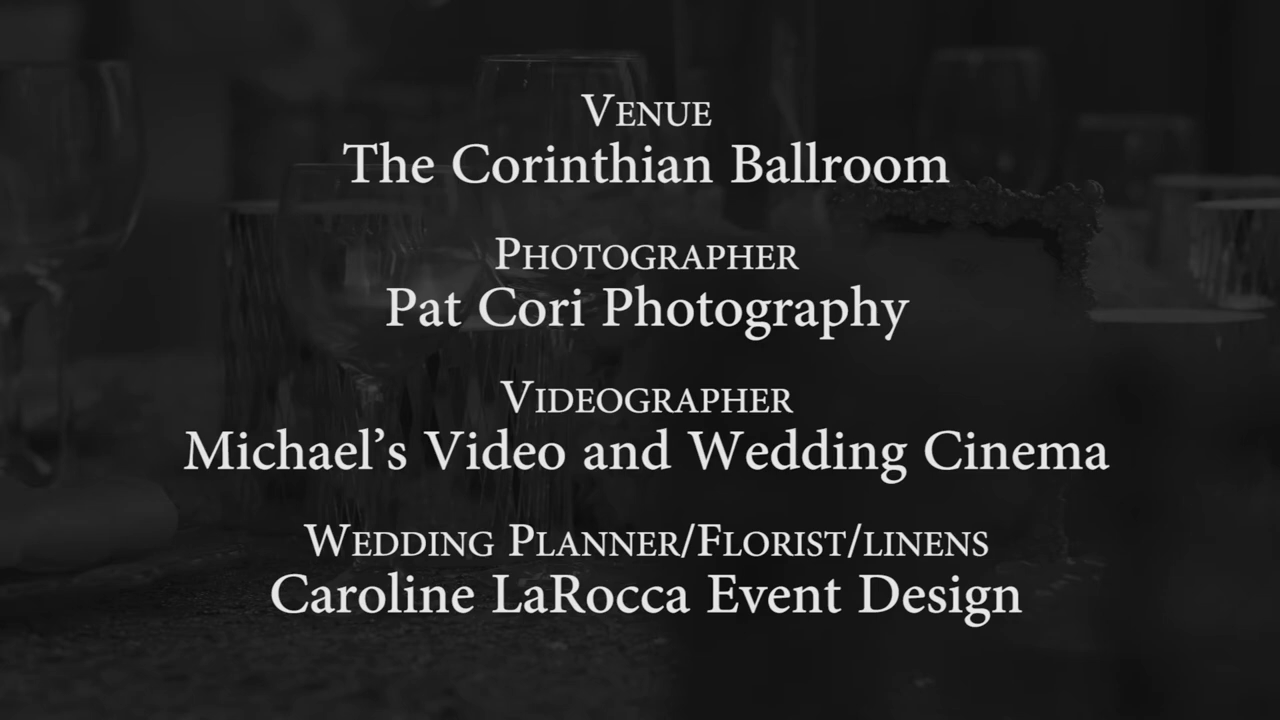 Venue
The Corinthian Ballroom
Photographer
Pat Cori Photography
Videographer
Michael’s Video and Wedding Cinema
Wedding Planner/Florist/linens
Caroline LaRocca Event Design